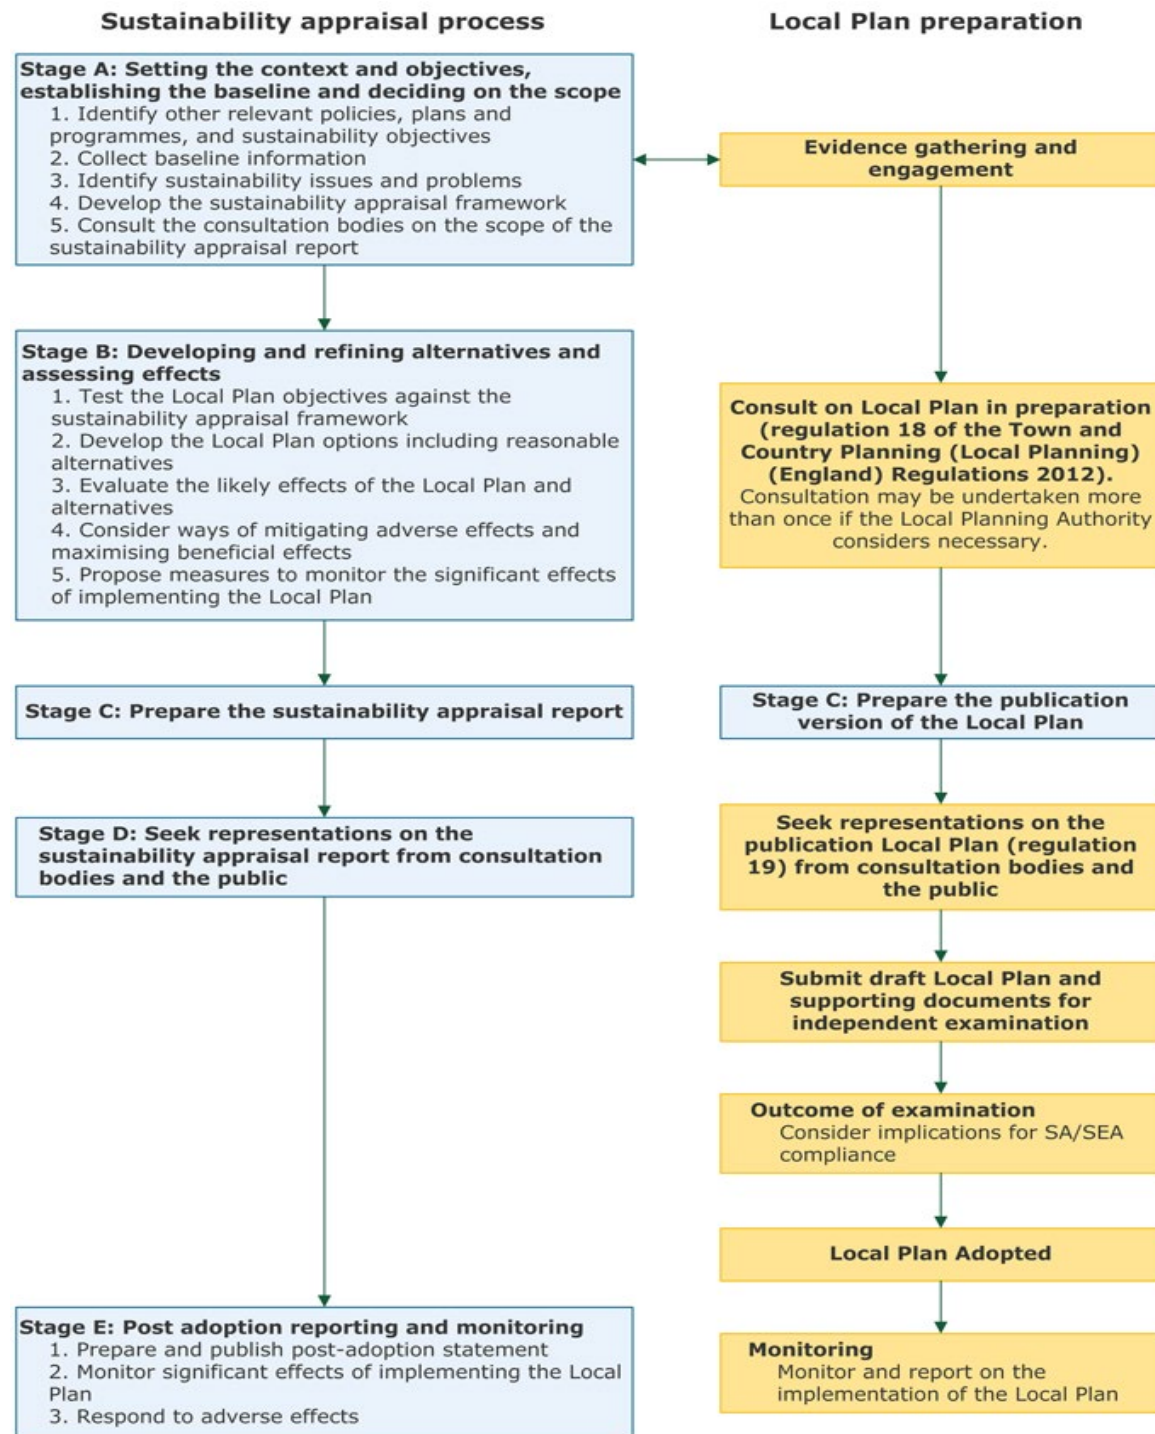 Sustainability appraisal process
Local Plan preparation
Stage A: Setting the context and objectives,
establishing the baseline and deciding on the scope
1. Identify other relevant policies, plans and
programmes, and sustainability objectives
2. Collect baseline information
3. Identify sustainability issues and problems
4. Develop the sustainability appraisal framework
5. Consult the consultation bodies on the scope of the
sustainability appraisal report
Evidence gathering and
engagement
Stage B: Developing and refining alternatives and
assessing effects
1. Test the Local Plan objectives against the
sustainability appraisal framework
2. Develop the Local Plan options including reasonable
alternatives
3. Evaluate the likely effects of the Local Plan and
alternatives
4. Consider ways of mitigating adverse effects and
maximising beneficial effects
5. Propose measures to monitor the significant effects
of implementing the Local Plan
Consult on Local Plan in preparation
(regulation 18 of the Town and
Country Planning (Local Planning)
(England) Regulations 2012).
Consultation may be undertaken more
than once if the Local Planning Authority
considers necessary.
Stage C: Prepare the sustainability appraisal report
Stage C: Prepare the publication
version of the Local Plan
Stage D: Seek representations on the
sustainability appraisal report from consultation
bodies and the public
Seek representations on the
publication Local Plan (regulation
19) from consultation bodies and
the public
Submit draft Local Plan and
supporting documents for
independent examination
Outcome of examination
Consider implications for SA/SEA
compliance
Local Plan Adopted
Stage E: Post adoption reporting and monitoring
1. Prepare and publish post-adoption statement
2. Monitor significant effects of implementing the Local
Plan
3. Respond to adverse effects
Monitoring
Monitor and report on the
implementation of the Local Plan